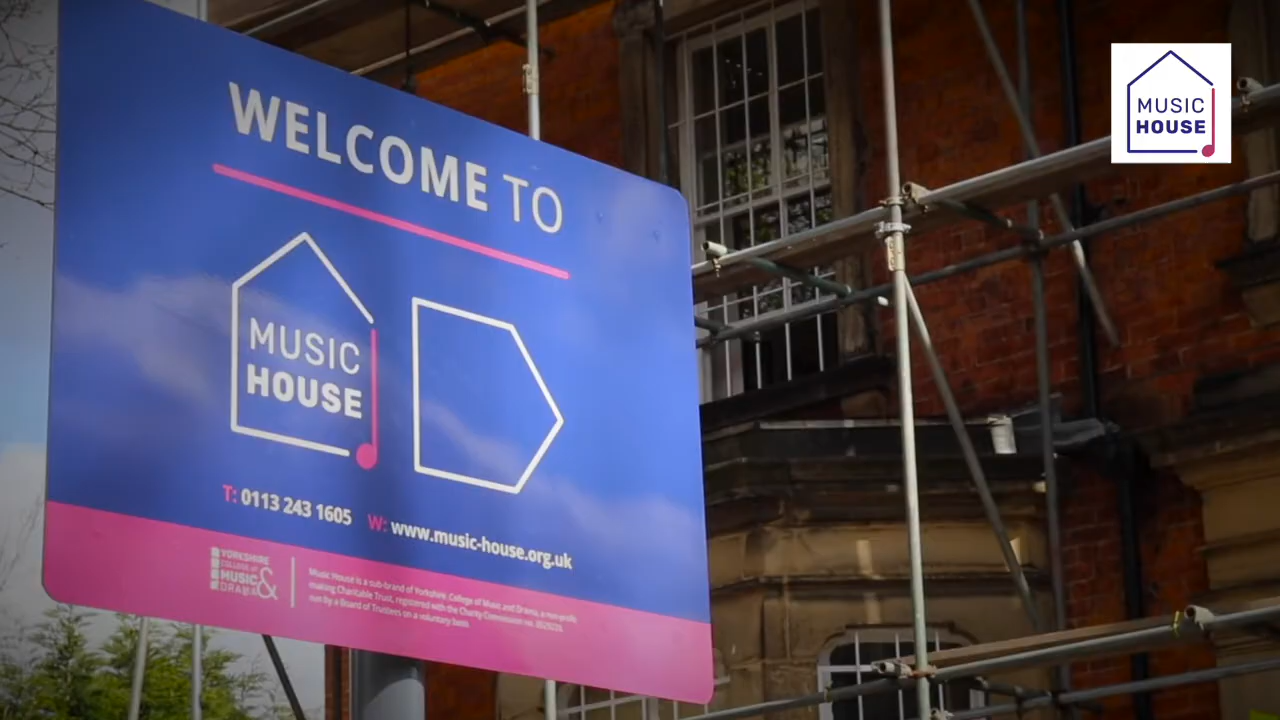 WELCOME TO
MUSIC
HOUSE
T: 0113 243 1605 W: www.music-house.org.uk
YORKSHIRE
COLLEGE OF
MUSIC &
DRAMA
Music House is a sub-brand of Yorkshire College of Music and Drama, a non-profit
making Charitable Trust, registered with the Charity Commission no.
run by a Board of Trustees on a voluntary basis
MUSIC
HOUSE